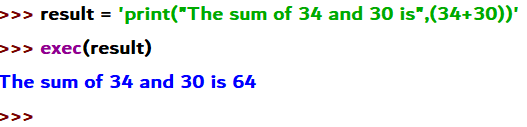 >>> result = 'print("The sum of 34 and 30 is",(34+30))'
>>> exec(result)
The sum of 34 and 30 is 64
>>>